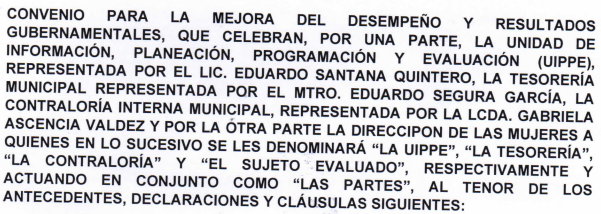 CONVENIO PARA LA MEJORA DEL DESEMPEÑO Y RESULTADOS
GUBERNAMENTALES, QUE CELEBRAN, POR UNA PARTE, LA UNIDAD DE
INFORMACIÓN, PLANEACIÓN, PROGRAMACIÓN Y EVALUACIÓN (UIPPE),
REPRESENTADA POR EL LIC. EDUARDO SANTANA QUINTERO, LA TESORERÍA
MUNICIPAL REPRESENTADA POR EL MTRO. EDUARDO SEGURA GARCÍA, LA
CONTRALORÍA INTERNA MUNICIPAL, REPRESENTADA POR LA LCDA. GABRIELA
ASCENCIA VALDEZ Y POR LA ÓTRA PARTE LA DIRECCION DE LAS MUJERES A
QUIENES EN LO SUCESIVO SE LES DENOMINARÁ “LA UIPPE”, “LA TESORERÍA”,
“LA CONTRALORÍA” Y “EL SUJETO EVALUADO”, RESPECTIVAMENTE Y
ACTUANDO EN CONJUNTO COMO “LAS PARTES”, AL TENOR DE LOS
ANTECEDENTES, DECLARACIONES Y CLÁUSULAS SIGUIENTES: